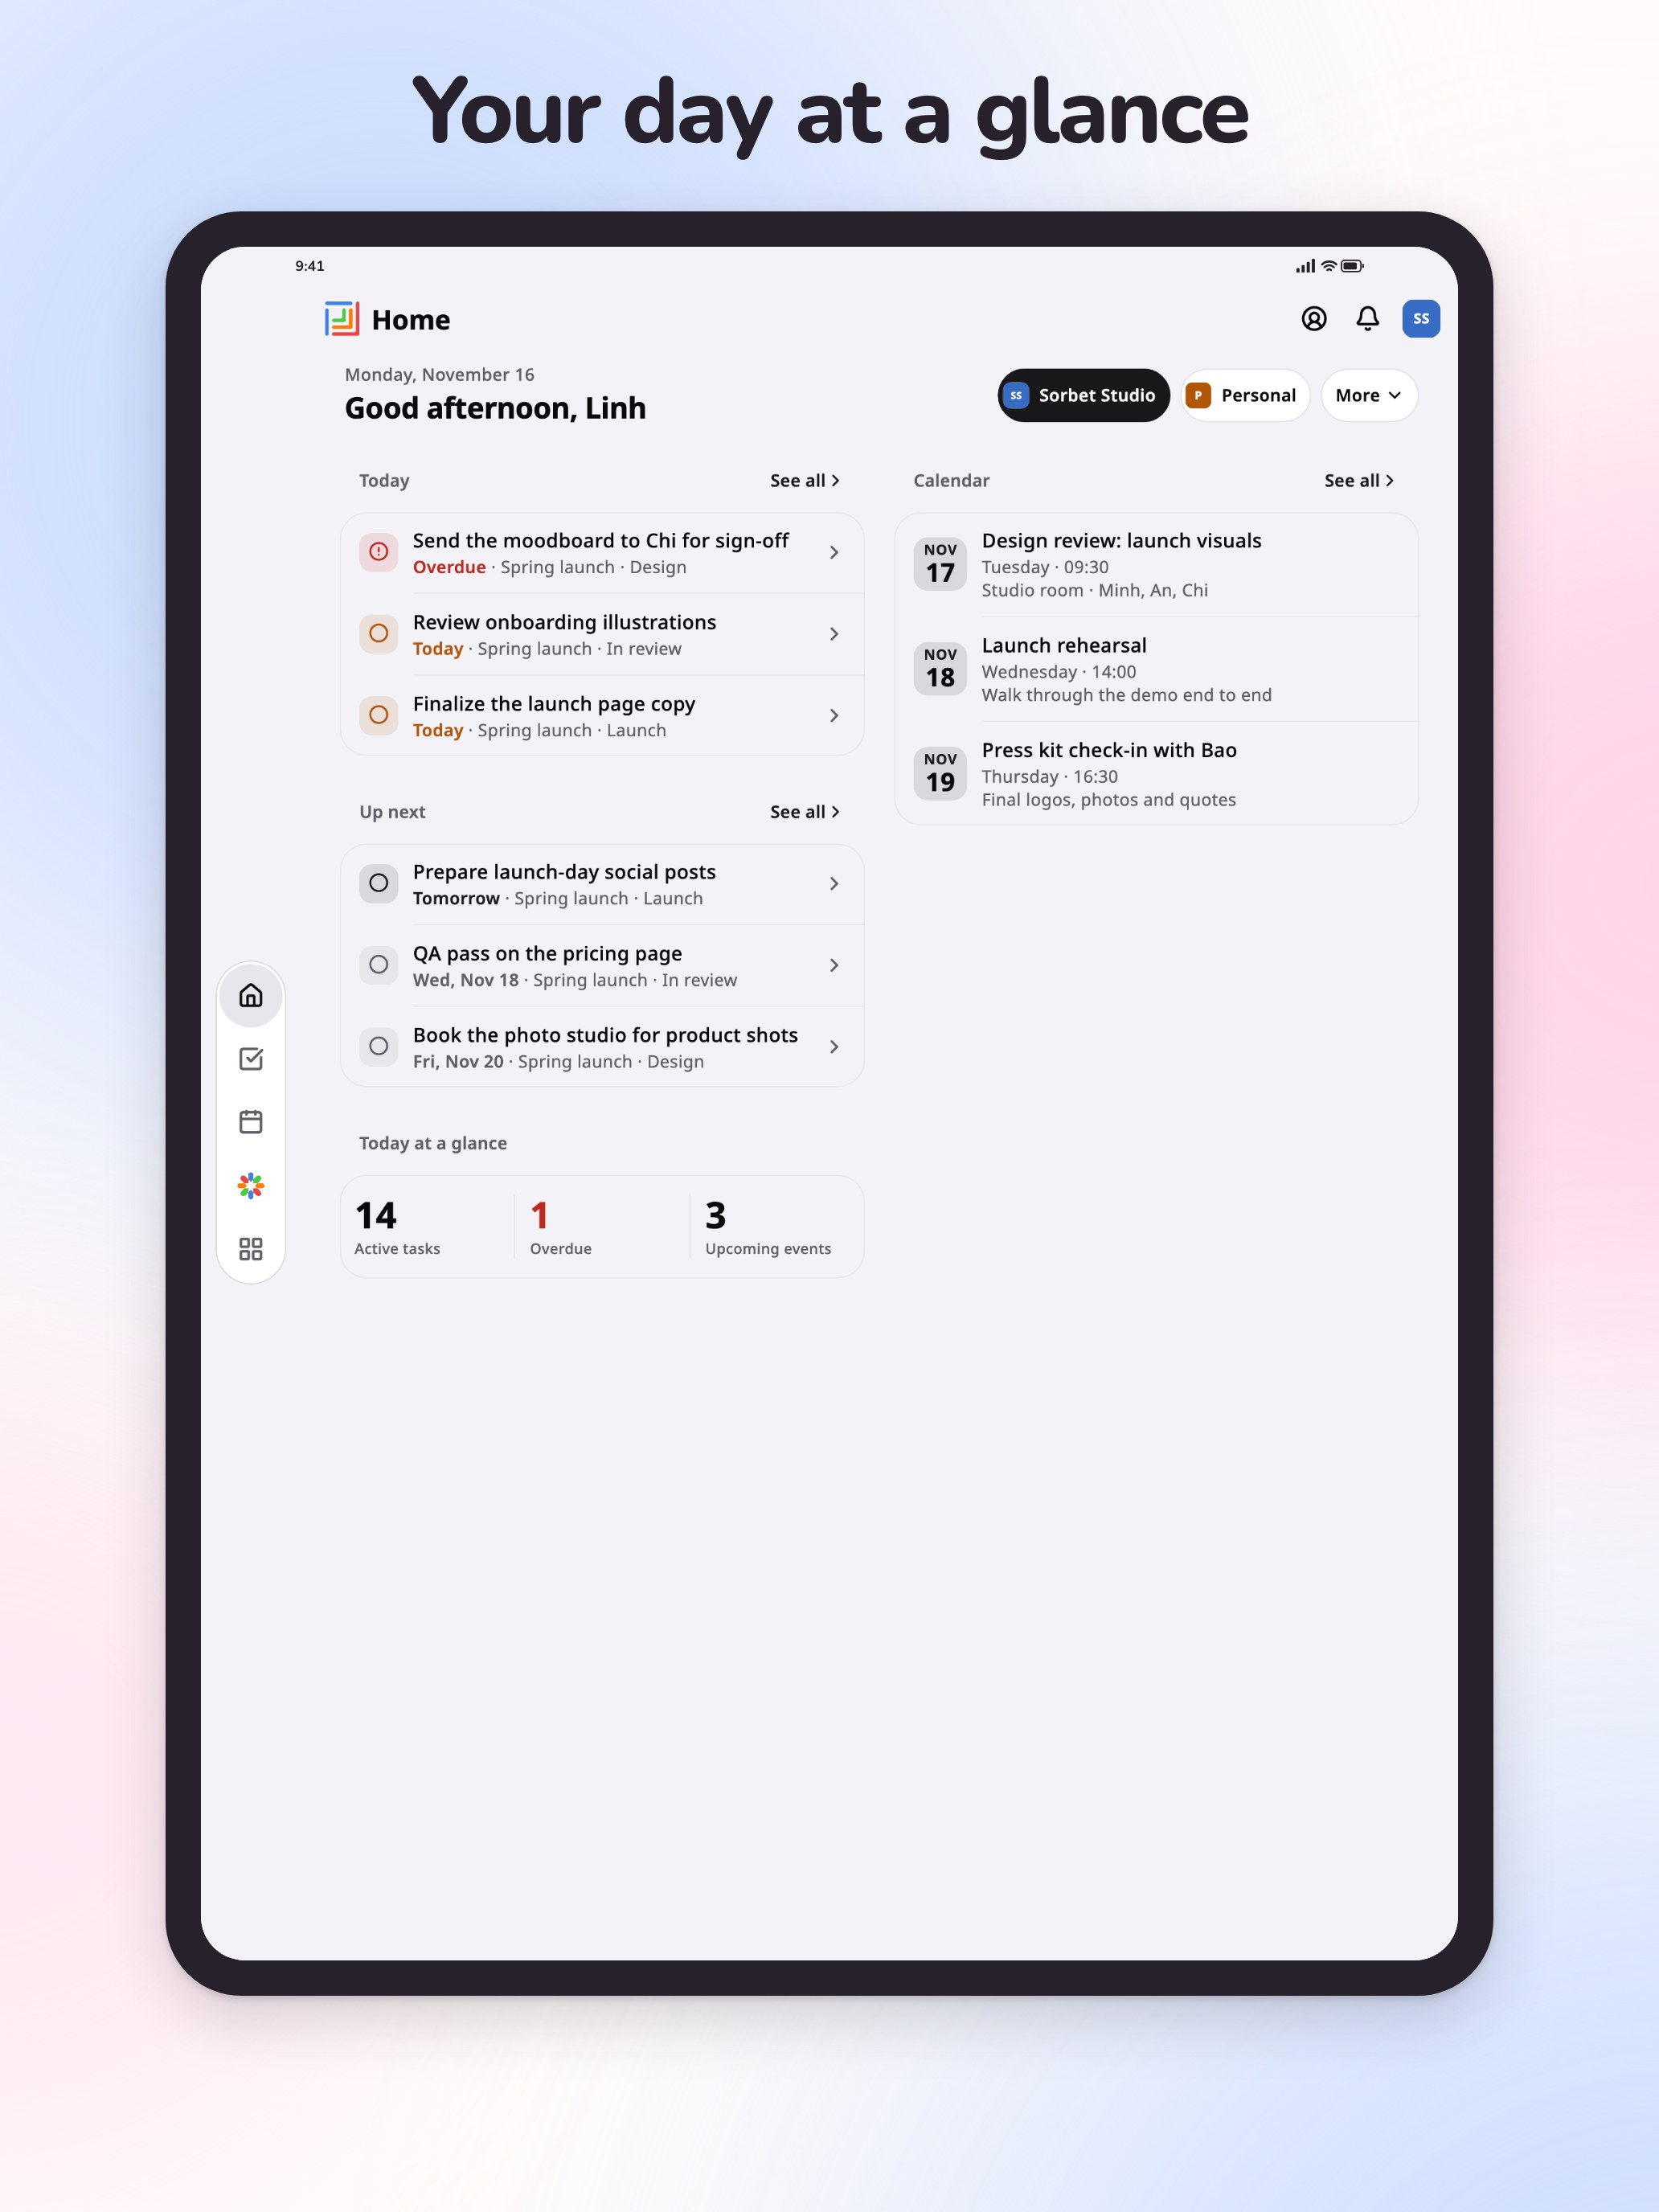 Your day at a glance
9:41
Home
SS
Monday, November 16
Good afternoon, Linh
SS Sorbet Studio
P Personal
More
Today
See all
Send the moodboard to Chi for sign-off
Overdue · Spring launch · Design
Review onboarding illustrations
Today · Spring launch · In review
Finalize the launch page copy
Today · Spring launch · Launch
Up next
See all
Prepare launch-day social posts
Tomorrow · Spring launch · Launch
QA pass on the pricing page
Wed, Nov 18 · Spring launch · In review
Book the photo studio for product shots
Fri, Nov 20 · Spring launch · Design
Today at a glance
14
Active tasks
1
Overdue
3
Upcoming events
Calendar
See all
NOV
17
Design review: launch visuals
Tuesday · 09:30
Studio room · Minh, An, Chi
NOV
18
Launch rehearsal
Wednesday · 14:00
Walk through the demo end to end
NOV
19
Press kit check-in with Bao
Thursday · 16:30
Final logos, photos and quotes